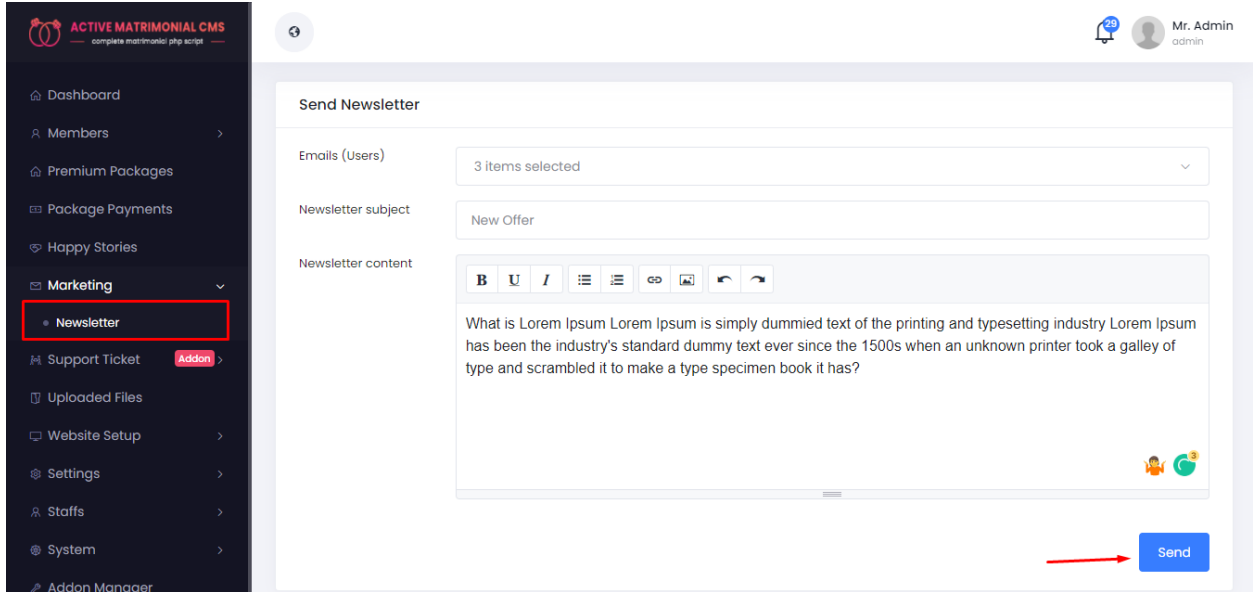 ACTIVE MATRIMONIAL CMS
complete matrimonial php script
29
Mr. Admin
admin
Dashboard
Members
Premium Packages
Package Payments
Happy Stories
Marketing
Newsletter
Support Ticket Addon
Uploaded Files
Website Setup
Settings
Staffs
System
Addon Manager
Send Newsletter
Emails (Users)
3 items selected
Newsletter subject
New Offer
Newsletter content
B U I
What is Lorem Ipsum Lorem Ipsum is simply dummied text of the printing and typesetting industry Lorem Ipsum
has been the industry's standard dummy text ever since the 1500s when an unknown printer took a galley of
type and scrambled it to make a type specimen book it has?
3
Send